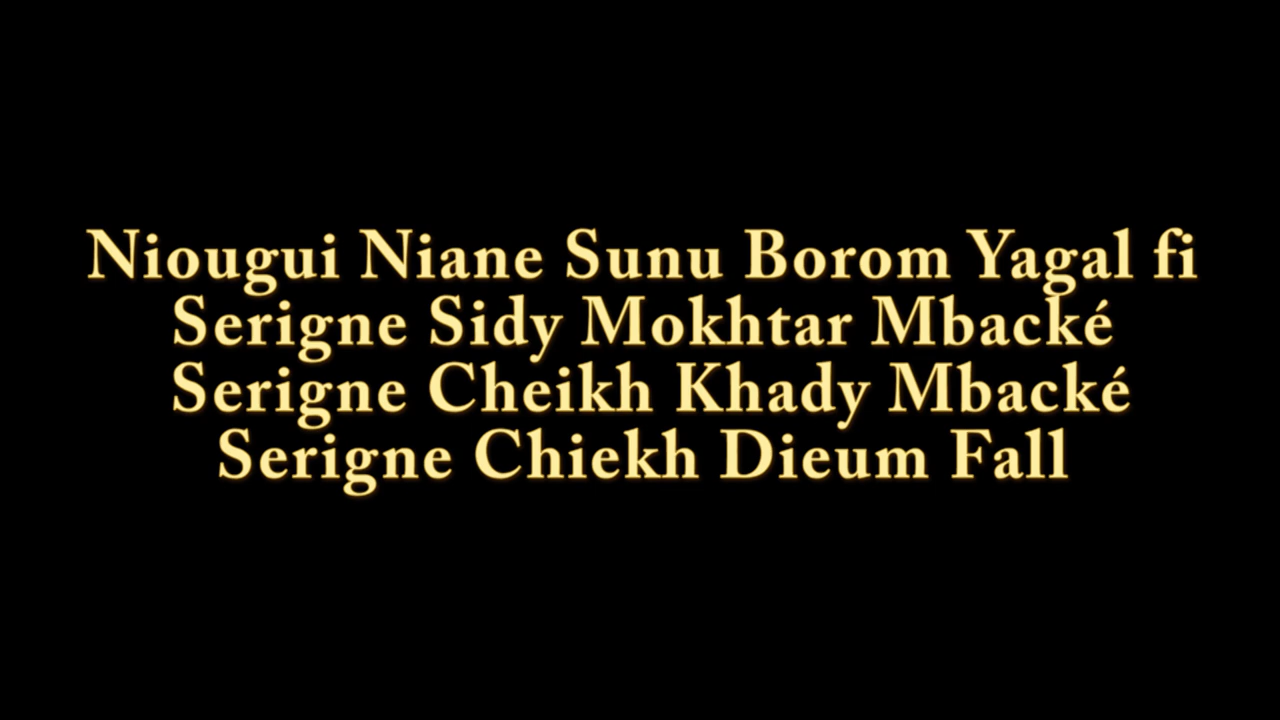 Niougui Niane Sunu Borom Yagal fi
Serigne Sidy Mokhtar Mbacké
Serigne Cheikh Khady Mbacké
Serigne Chiekh Dieum Fall